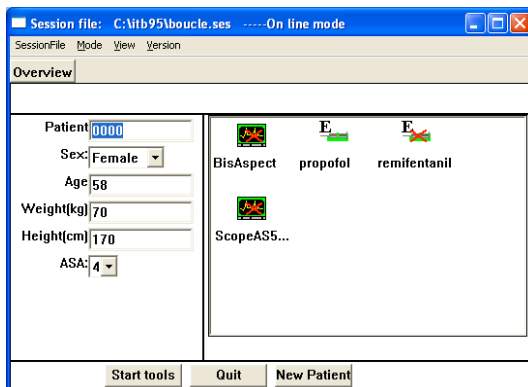 Session file: C:\itb95\boucle.ses -----On line mode
SessionFile Mode View Version
Overview
Patient 0000
Sex: Female
Age 58
Weight(kg) 70
Height(cm) 170
ASA: 4
E E
BisAspect propofol remifentanil
ScopeAS5...
Start tools Quit New Patient